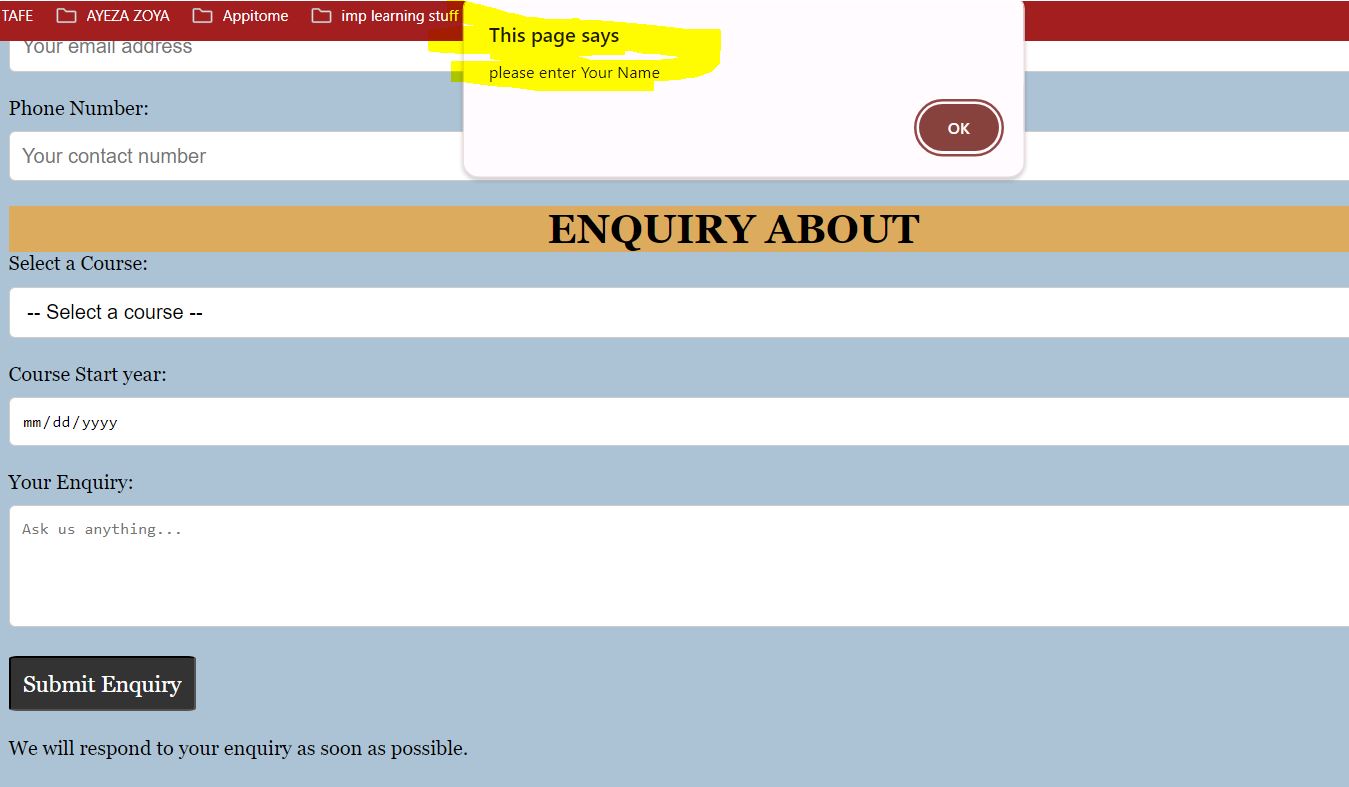 TAFE AYEZA ZOYA Appitome imp learning stuff
This page says
please enter Your Name
OK
Your email address
Phone Number:
Your contact number
ENQUIRY ABOUT
Select a Course:
-- Select a course --
Course Start year:
mm/dd/yyyy
Your Enquiry:
Ask us anything...
Submit Enquiry
We will respond to your enquiry as soon as possible.